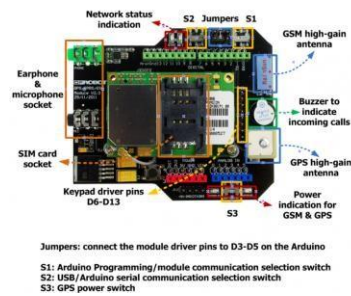 Network status
indication
S2 Jumpers S1
GSM high-gain
antenna
Earphone
&
microphone
socket
Buzzer to
indicate
incoming calls
SIM card
socket
GPS high-gain
antenna
Keypad driver pins
D6-D13
Power
indication for
GSM & GPS
S3
Jumpers: connect the module driver pins to D3-D5 on the Arduino
S1: Arduino Programming/module communication selection switch
S2: USB/Arduino serial communication selection switch
S3: GPS power switch